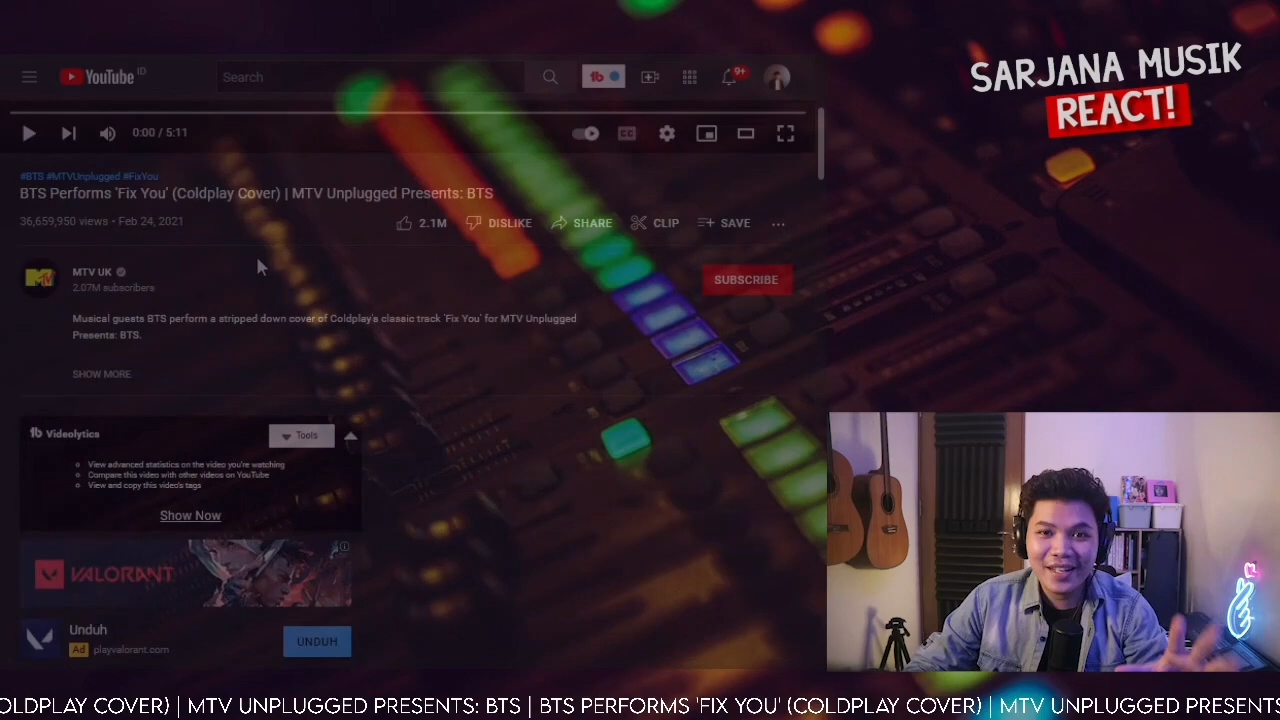 SARJANA MUSIK
REACT!
YouTube ID
Search
9+
0:00 / 5:11
CC
#BTS #MTVUnplugged #FixYou
BTS Performs 'Fix You' (Coldplay Cover) | MTV Unplugged Presents: BTS
36,659,950 views • Feb 24, 2021
2.1M
DISLIKE
SHARE
CLIP
SAVE
MTV UK
2.07M subscribers
SUBSCRIBE
Musical guests BTS perform a stripped down cover of Coldplay's classic track 'Fix You' for MTV Unplugged
Presents: BTS.
SHOW MORE
Videolytics
Tools
View advanced statistics on the video you're watching
Compare this video with other videos on YouTube
View and copy this video's tags
Show Now
VALORANT
Unduh
Ad playvalorant.com
UNDUH
OLDPLAY COVER) | MTV UNPLUGGED PRESENTS: BTS | BTS PERFORMS 'FIX YOU' (COLDPLAY COVER) | MTV UNPLUGGED PRESENTS